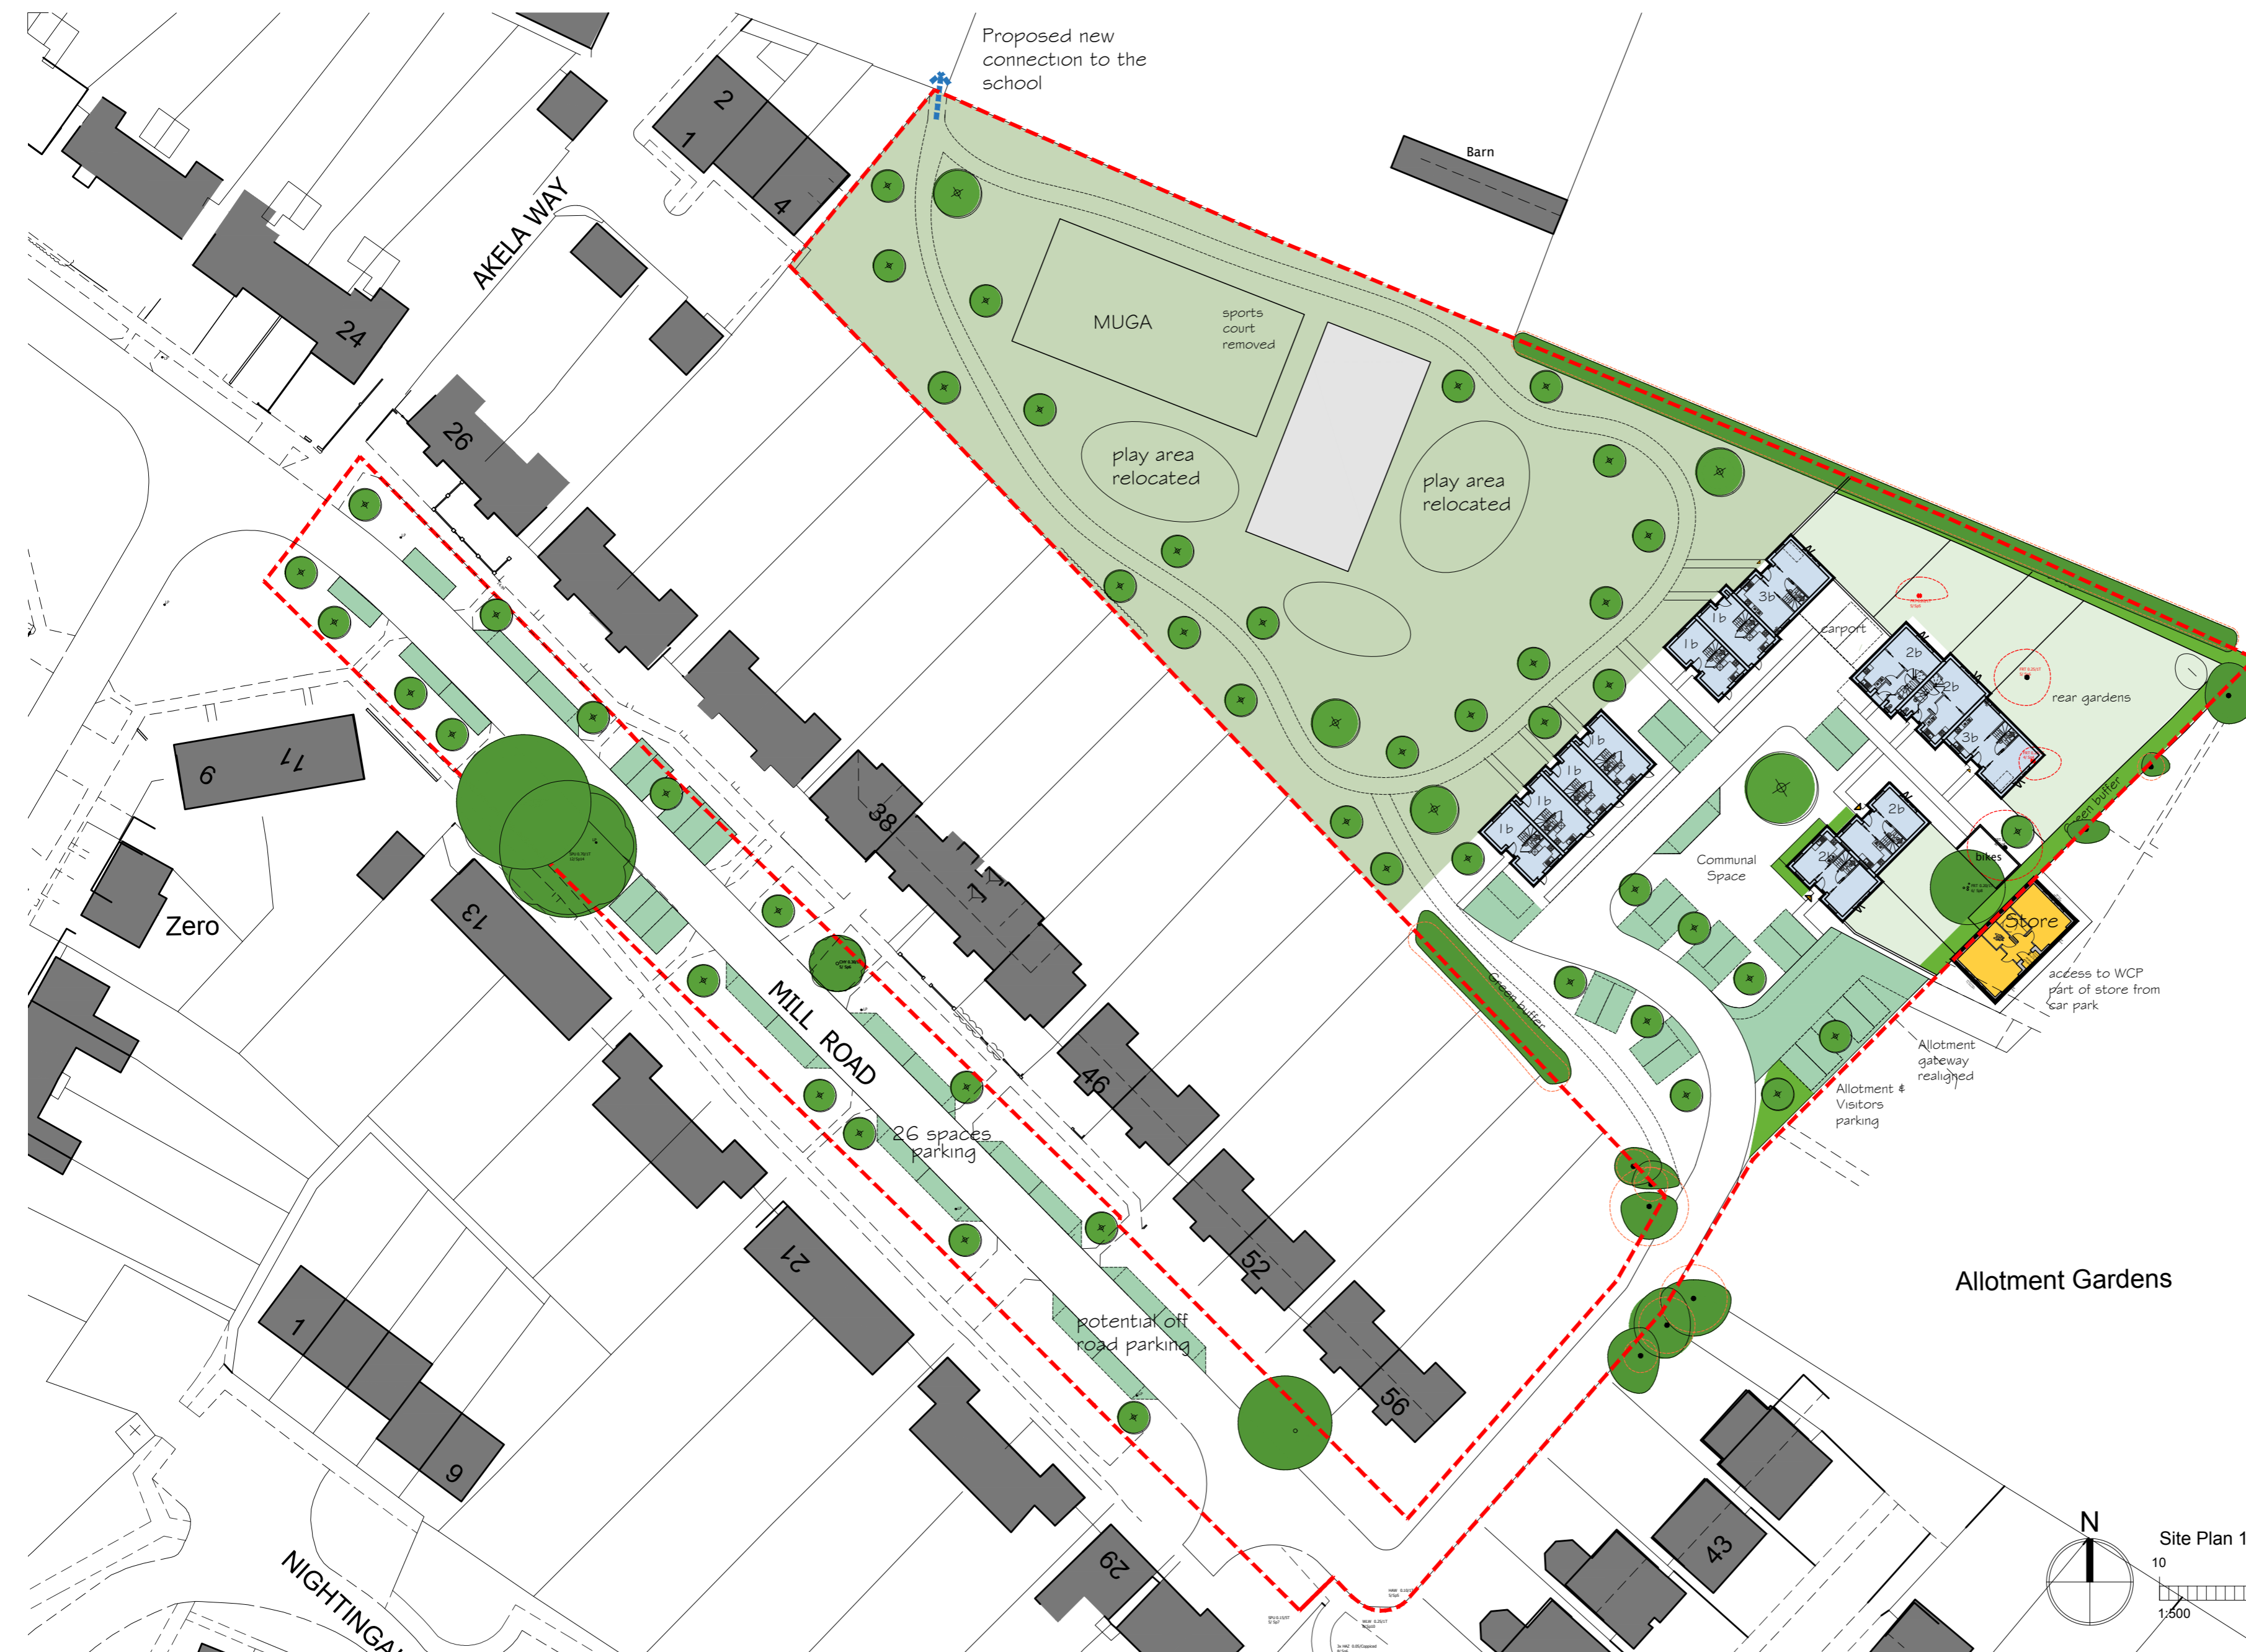 Proposed new
connection to the
school
Barn
2
1
4
AKELA WAY
24
MUGA
sports
court
removed
26
play area
relocated
play area
relocated
3b
1b
1b
carport
2b
2b
3b
rear gardens
1b
1b
1b
1b
2b
2b
Green buffer
bikes
Communal
Space
Store
access to WCP
part of store from
car park
Allotment
gateway
realigned
Allotment &
Visitors
parking
Green buffer
9
11
38
1
13
Zero
MILL ROAD
46
26 spaces
parking
52
21
potential off
road parking
56
Allotment Gardens
1
9
29
43
NIGHTINGA
N
Site Plan 1
10
1:500